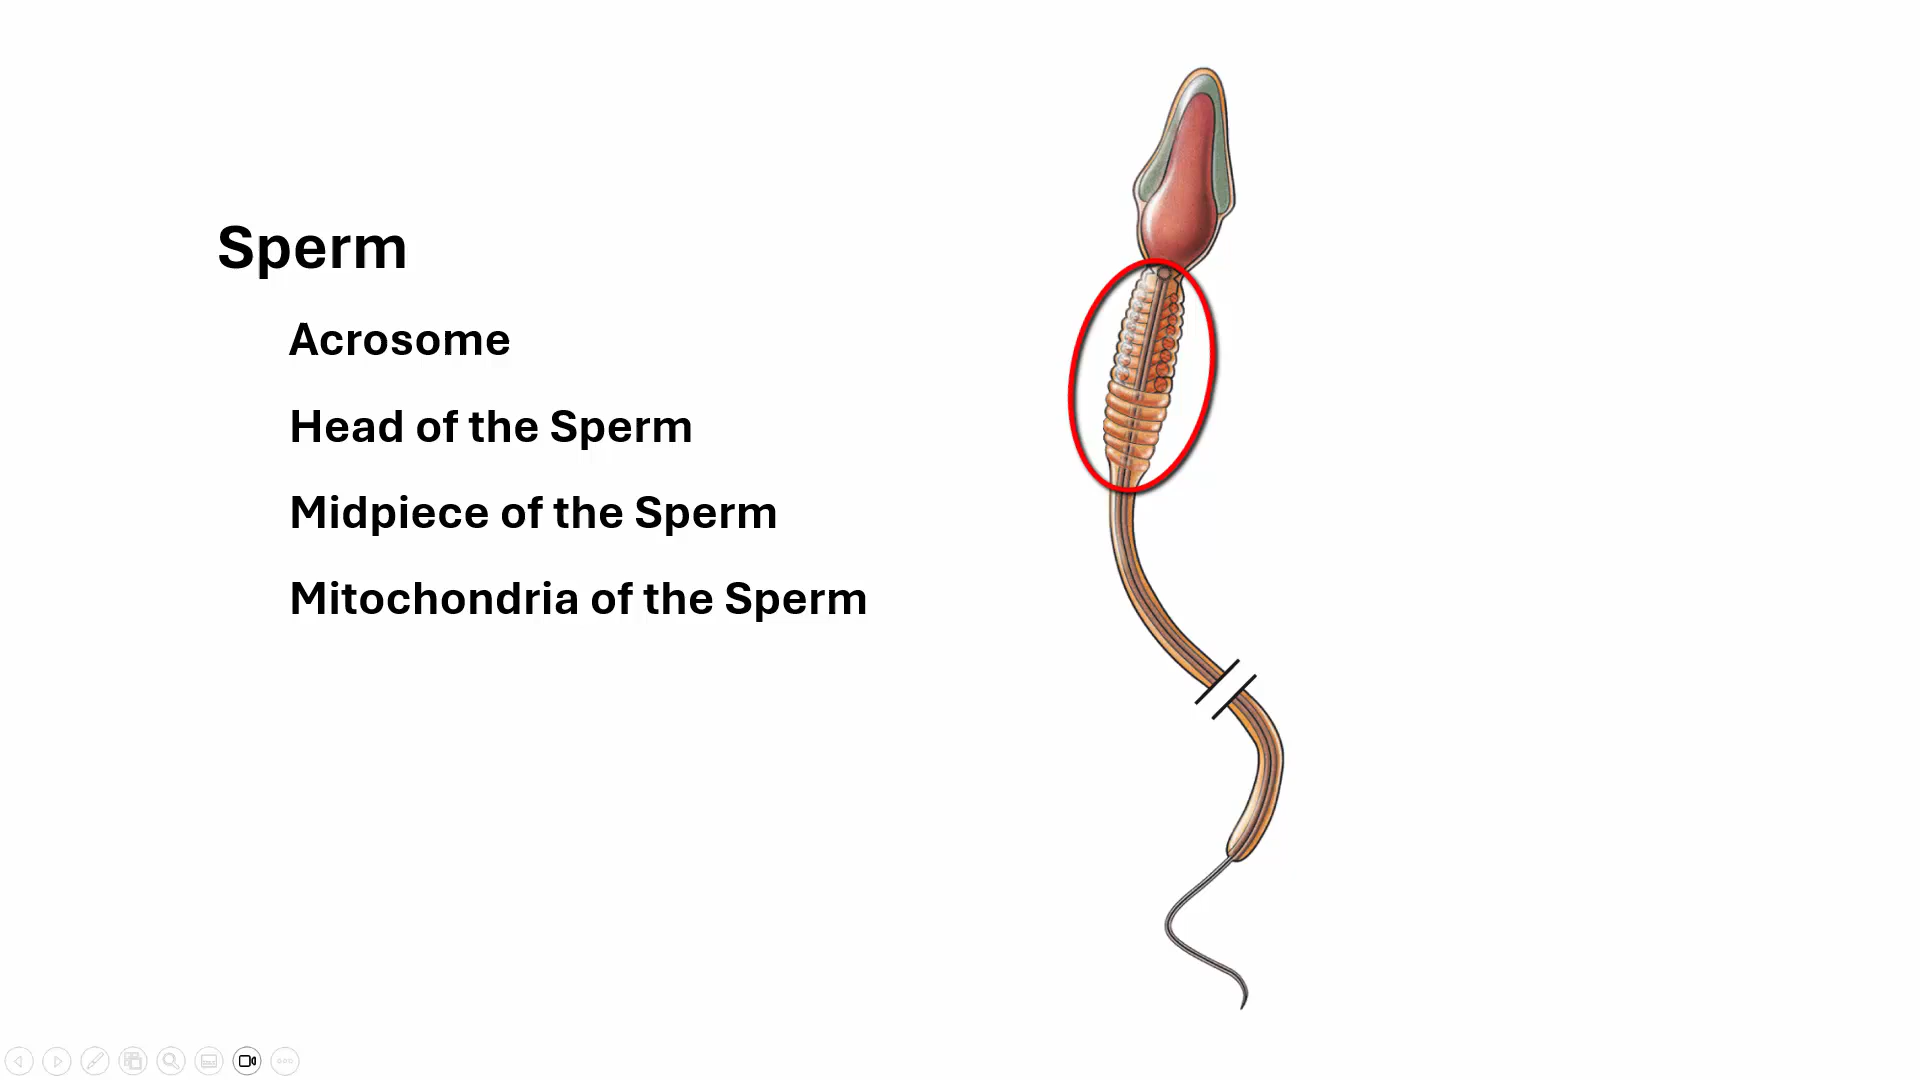 Sperm
Acrosome
Head of the Sperm
Midpiece of the Sperm
Mitochondria of the Sperm